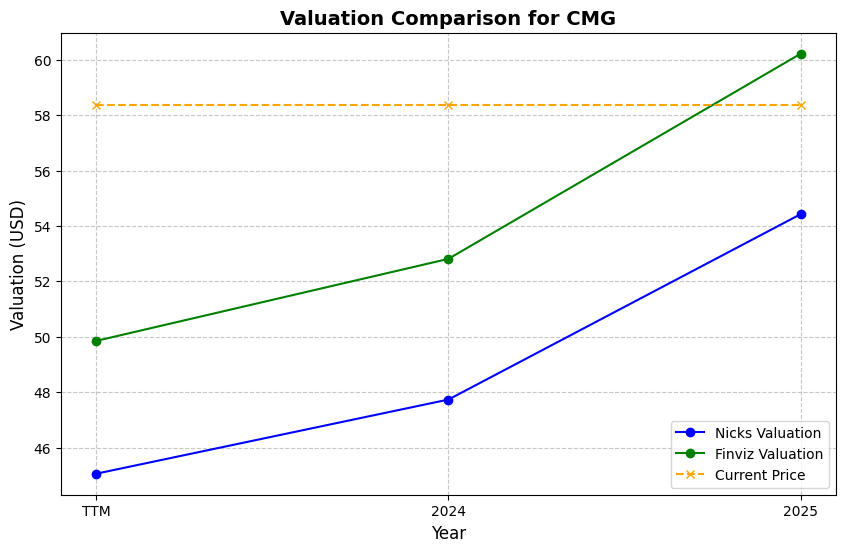 Valuation Comparison for CMG
Valuation (USD)
60
58
56
54
52
50
48
46
TTM
2024
2025
Year
Nicks Valuation
Finviz Valuation
Current Price